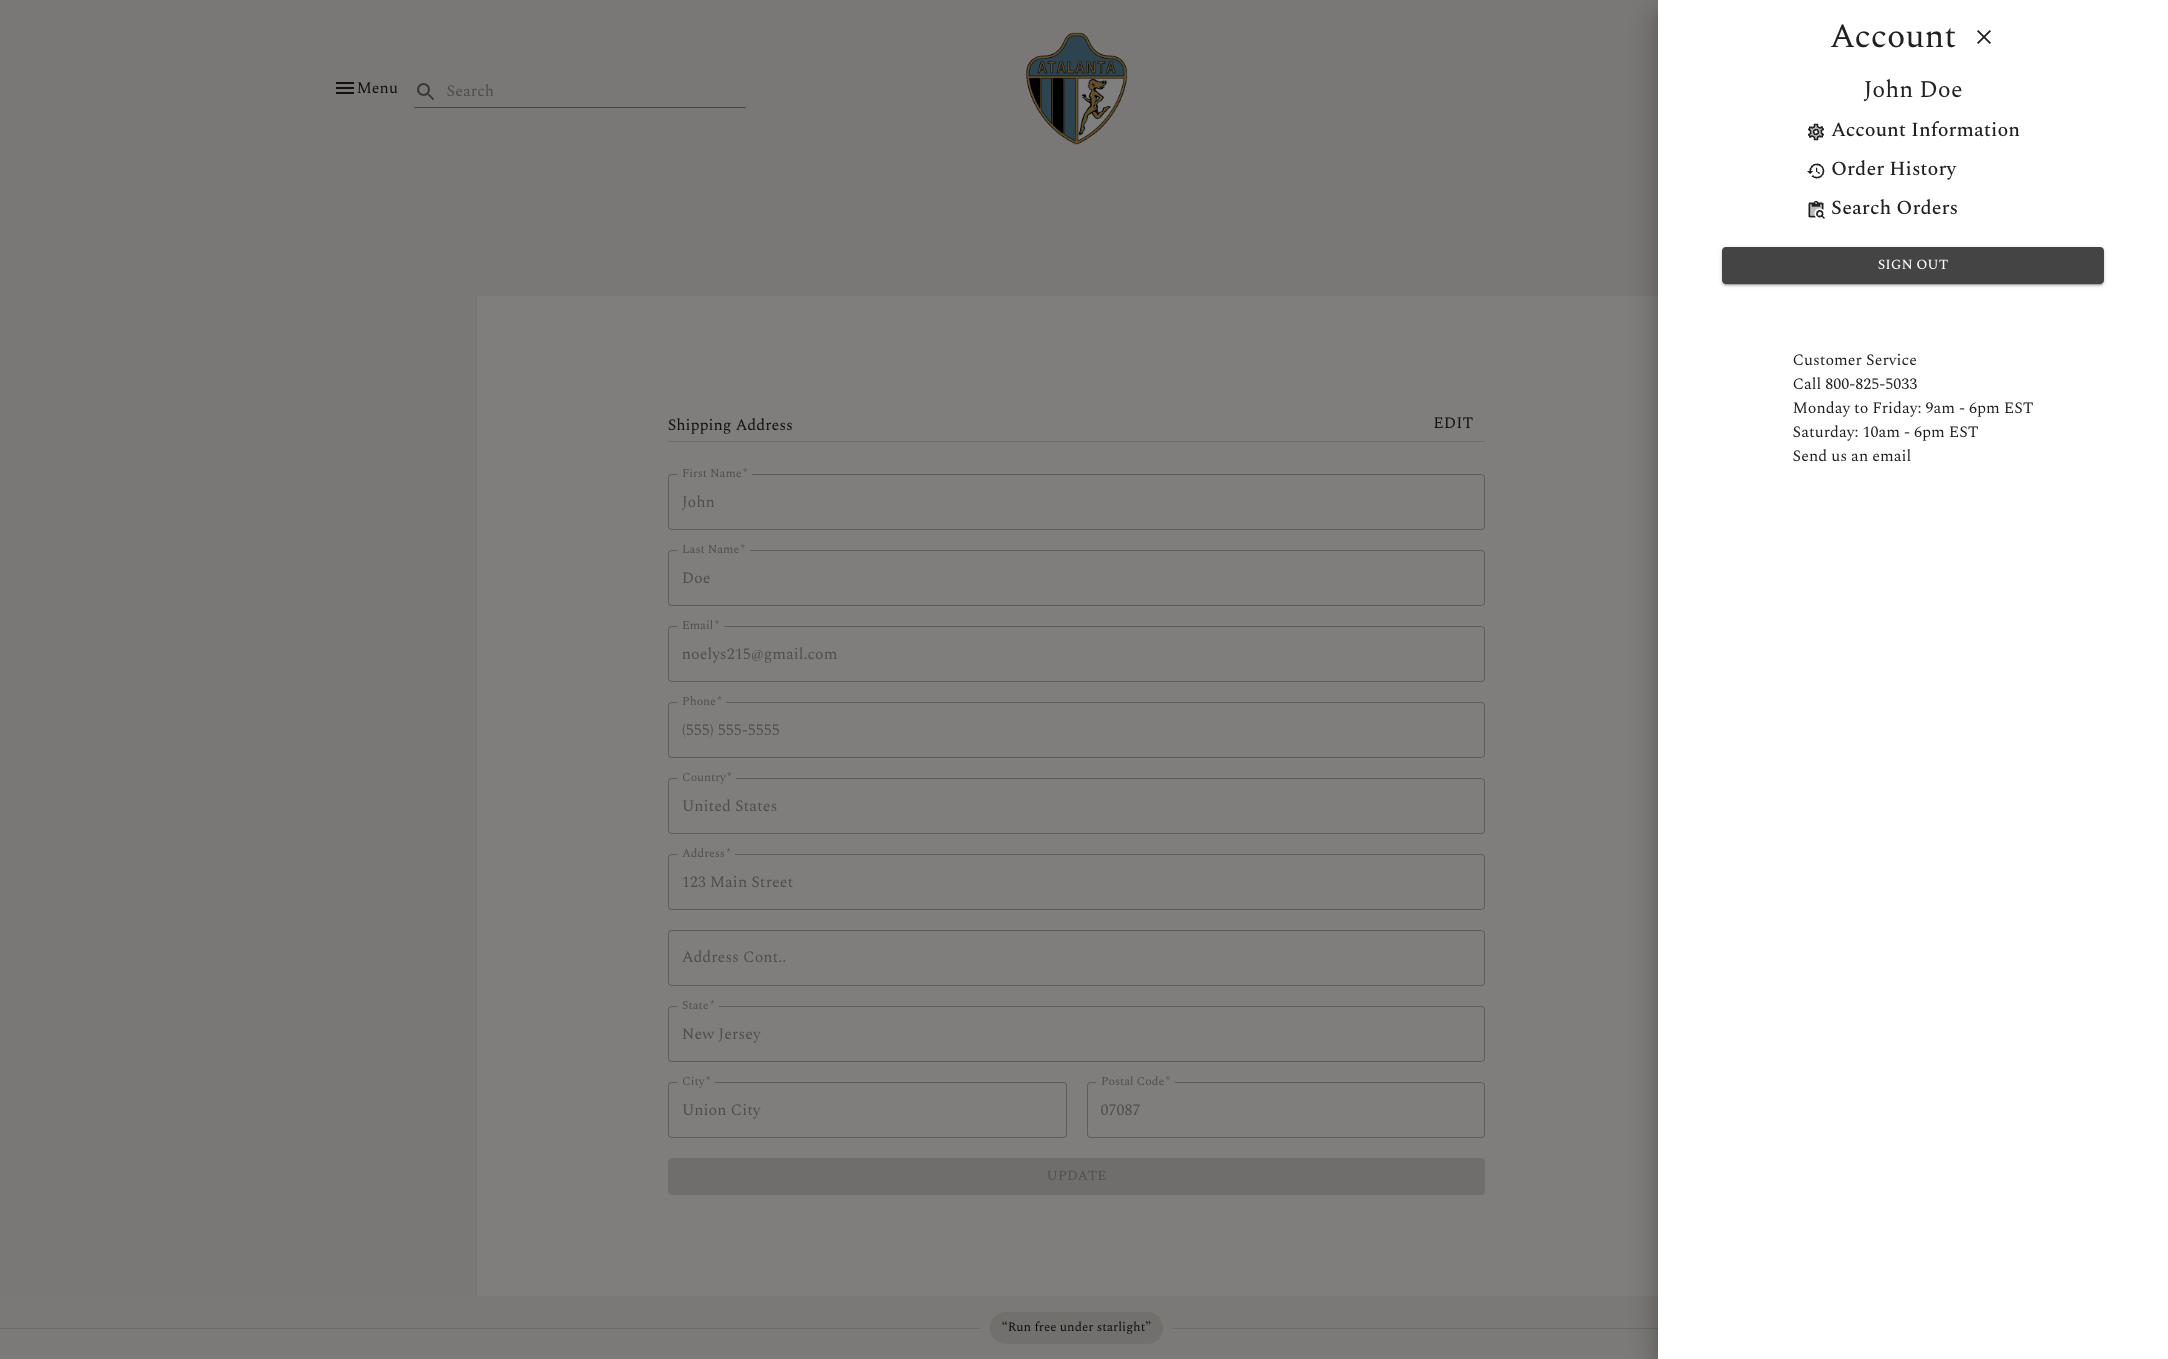 Menu
Search
ATALANTA
Shipping Address
EDIT
First Name*
John
Last Name*
Doe
Email*
noelys215@gmail.com
Phone*
(555) 555-5555
Country*
United States
Address*
123 Main Street
Address Cont..
State*
New Jersey
City*
Union City
Postal Code*
07087
UPDATE
“Run free under starlight”
Account
John Doe
Account Information
Order History
Search Orders
SIGN OUT
Customer Service
Call 800-825-5033
Monday to Friday: 9am - 6pm EST
Saturday: 10am - 6pm EST
Send us an email